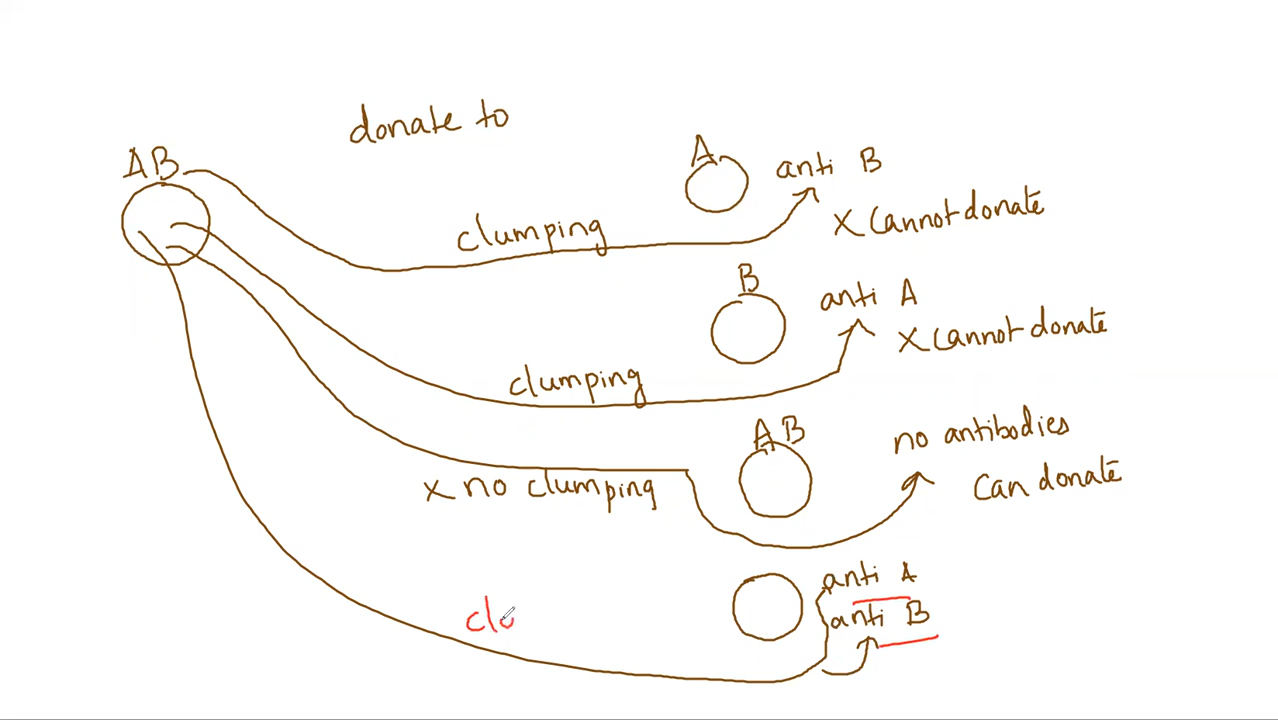 donate to
AB
A
anti B
X Cannot donate
clumping
B
anti A
X Cannot donate
clumping
AB
no antibodies
Can donate
x no clumping
anti A
anti B
clo